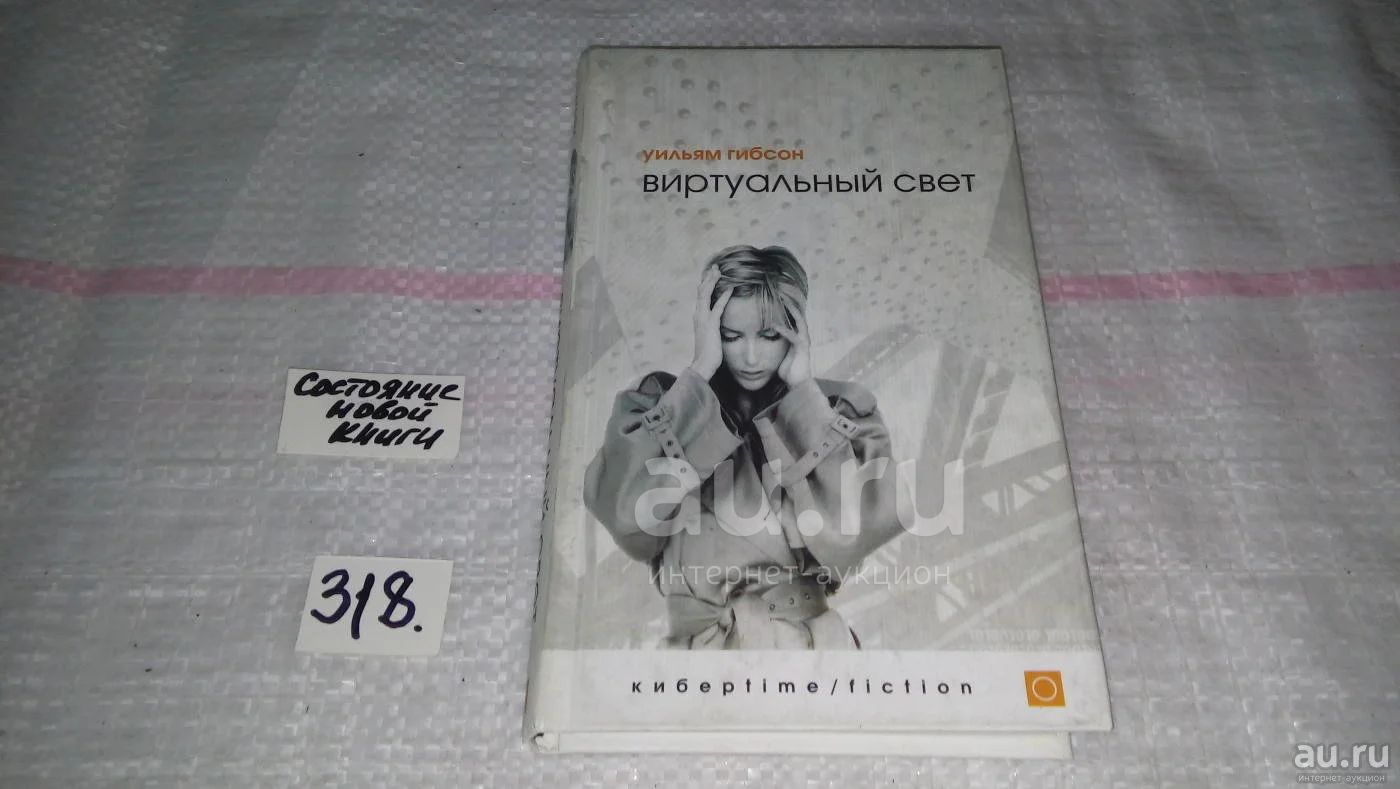 уильям гибсон
виртуальный свет
Состояние
новой
книги
318.
au.ru
интернет-аукцион
киберtime/fiction
au.ru
интернет-аукцион